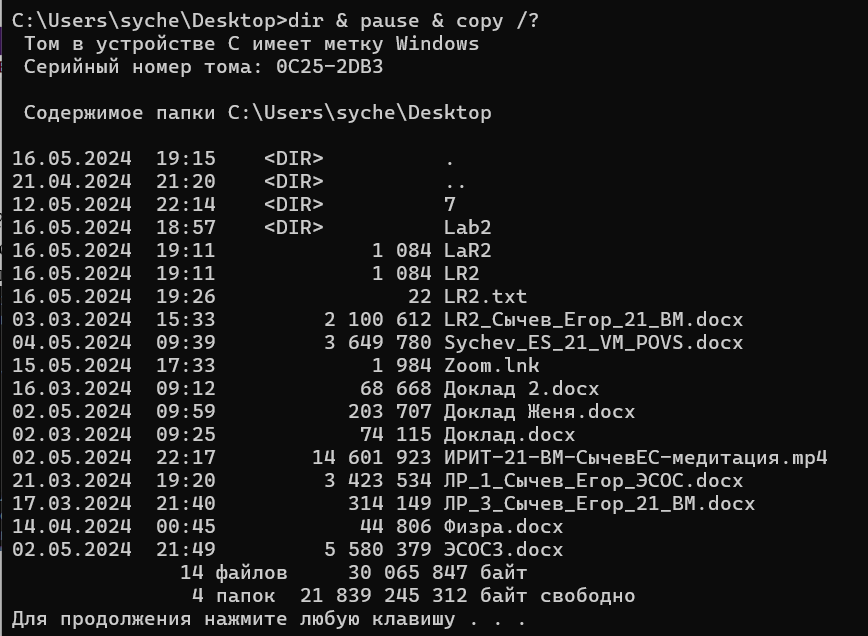 C:\Users\syche\Desktop>dir & pause & copy /?
Том в устройстве C имеет метку Windows
Серийный номер тома: 0C25-2DB3
Содержимое папки C:\Users\syche\Desktop
16.05.2024  19:15    <DIR>          .
21.04.2024  21:20    <DIR>          ..
12.05.2024  22:14    <DIR>          7
16.05.2024  18:57    <DIR>          Lab2
16.05.2024  19:11             1 084 LaR2
16.05.2024  19:11             1 084 LR2
16.05.2024  19:26                22 LR2.txt
03.03.2024  15:33         2 100 612 LR2_Сычев_Егор_21_ВМ.docx
04.05.2024  09:39         3 649 780 Sychev_ES_21_VM_POVS.docx
15.05.2024  17:33             1 984 Zoom.lnk
16.03.2024  09:12            68 668 Доклад 2.docx
02.05.2024  09:59           203 707 Доклад Женя.docx
02.03.2024  09:25            74 115 Доклад.docx
02.05.2024  22:17        14 601 923 ИРИТ-21-ВМ-СычевЕС-медитация.mp4
21.03.2024  19:20         3 423 534 ЛР_1_Сычев_Егор_ЭСОС.docx
17.03.2024  21:40           314 149 ЛР_3_Сычев_Егор_21_ВМ.docx
14.04.2024  00:45            44 806 Физра.docx
02.05.2024  21:49         5 580 379 ЭСОС3.docx
14 файлов     30 065 847 байт
4 папок  21 839 245 312 байт свободно
Для продолжения нажмите любую клавишу . . .